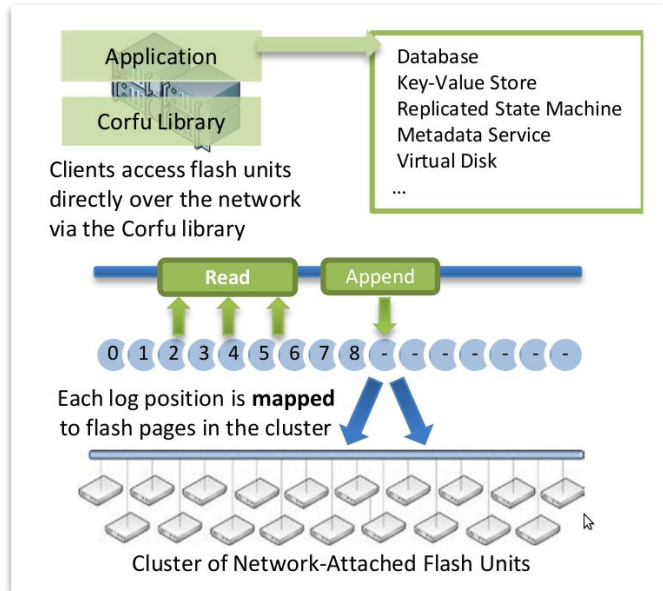 Application
Corfu Library
Database
Key-Value Store
Replicated State Machine
Metadata Service
Virtual Disk
...
Clients access flash units
directly over the network
via the Corfu library
Read
Append
0 1 2 3 4 5 6 7 8 - - - - - - -
Each log position is mapped
to flash pages in the cluster
Cluster of Network-Attached Flash Units